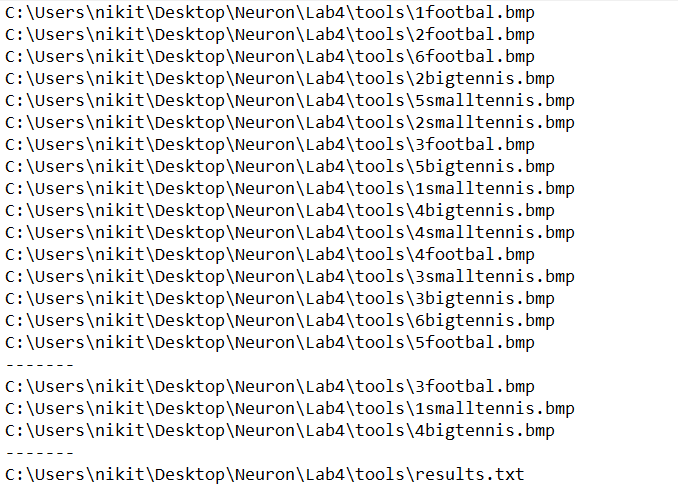 C:\Users\nikit\Desktop\Neuron\Lab4\tools\1footbal.bmp
C:\Users\nikit\Desktop\Neuron\Lab4\tools\2footbal.bmp
C:\Users\nikit\Desktop\Neuron\Lab4\tools\6footbal.bmp
C:\Users\nikit\Desktop\Neuron\Lab4\tools\2bigtennis.bmp
C:\Users\nikit\Desktop\Neuron\Lab4\tools\5smalltennis.bmp
C:\Users\nikit\Desktop\Neuron\Lab4\tools\2smalltennis.bmp
C:\Users\nikit\Desktop\Neuron\Lab4\tools\3footbal.bmp
C:\Users\nikit\Desktop\Neuron\Lab4\tools\5bigtennis.bmp
C:\Users\nikit\Desktop\Neuron\Lab4\tools\1smalltennis.bmp
C:\Users\nikit\Desktop\Neuron\Lab4\tools\4bigtennis.bmp
C:\Users\nikit\Desktop\Neuron\Lab4\tools\4smalltennis.bmp
C:\Users\nikit\Desktop\Neuron\Lab4\tools\4footbal.bmp
C:\Users\nikit\Desktop\Neuron\Lab4\tools\3smalltennis.bmp
C:\Users\nikit\Desktop\Neuron\Lab4\tools\3bigtennis.bmp
C:\Users\nikit\Desktop\Neuron\Lab4\tools\6bigtennis.bmp
C:\Users\nikit\Desktop\Neuron\Lab4\tools\5footbal.bmp
-------
C:\Users\nikit\Desktop\Neuron\Lab4\tools\3footbal.bmp
C:\Users\nikit\Desktop\Neuron\Lab4\tools\1smalltennis.bmp
C:\Users\nikit\Desktop\Neuron\Lab4\tools\4bigtennis.bmp
-------
C:\Users\nikit\Desktop\Neuron\Lab4\tools\results.txt